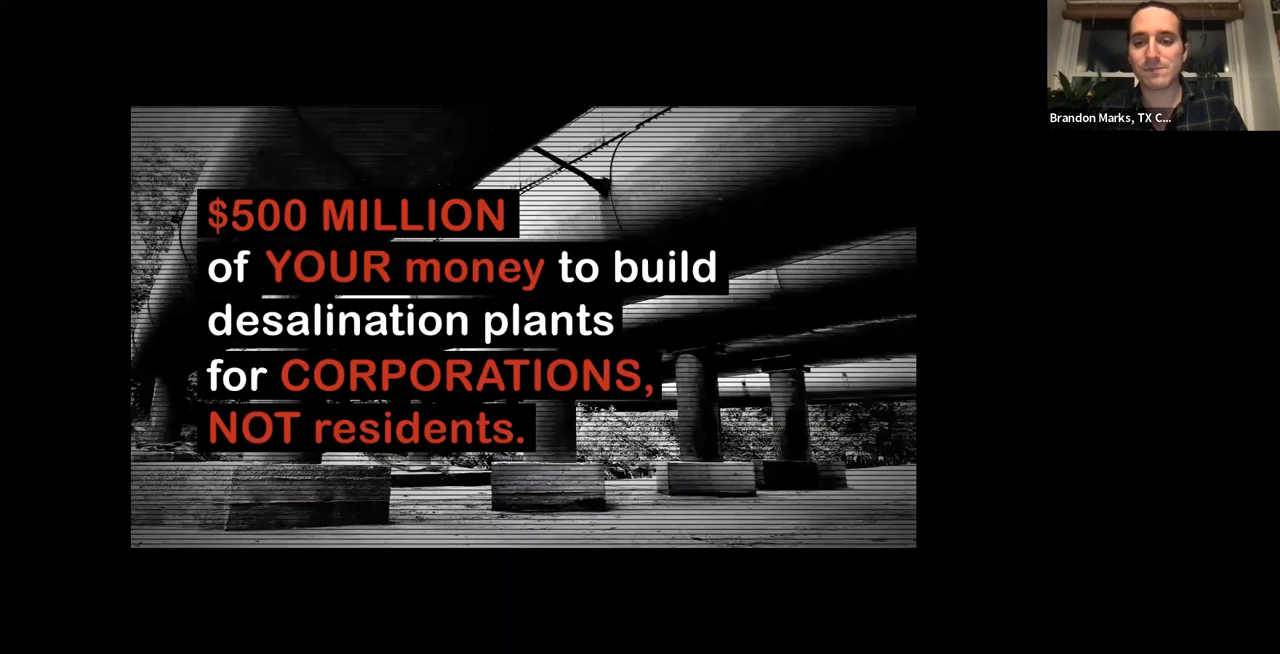 $500 MILLION
of YOUR money to build
desalination plants
for CORPORATIONS,
NOT residents.
Brandon Marks, TX C...